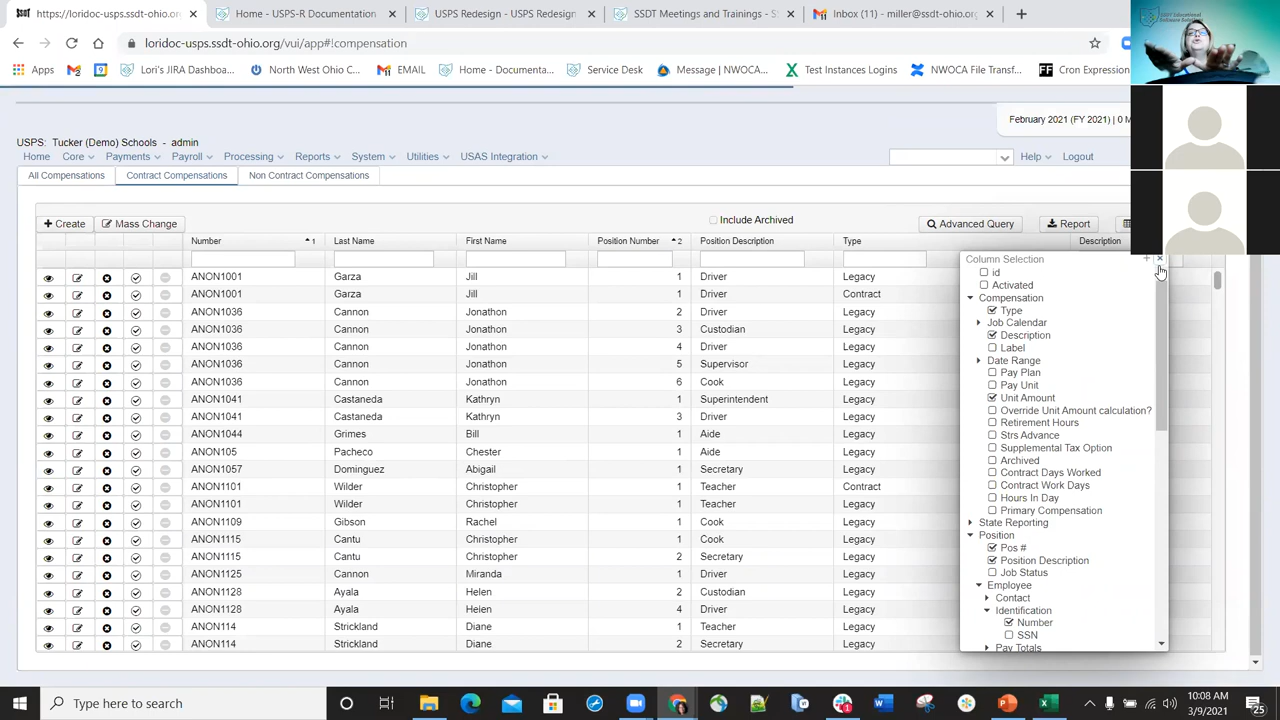 https://loridoc-usps.ssdt-ohio.org/
Home - USPS-R Documentation
USPS Redesign - USPS Redesign
SSDT Meetings and Trainings - S
Inbox (11) - miller@ssdt-ohio.org
loridoc-usps.ssdt-ohio.org/vui/app#!compensation
Apps
Lori's JIRA Dashboa...
North West Ohio C...
EMAIL
Home - Documenta...
Service Desk
Message | NWOCA
Test Instances Logins
NWOCA File Transf...
Cron Expression
February 2021 (FY 2021) | 0 M
USPS: Tucker (Demo) Schools - admin
Home Core Payments Payroll Processing Reports System Utilities USAS Integration Help Logout
All Compensations Contract Compensations Non Contract Compensations
Create Mass Change Include Archived Advanced Query Report
Number 1 Last Name First Name Position Number 2 Position Description Type Description
ANON1001 Garza Jill 1 Driver Legacy
ANON1001 Garza Jill 1 Driver Contract
ANON1036 Cannon Jonathon 2 Driver Legacy
ANON1036 Cannon Jonathon 3 Custodian Legacy
ANON1036 Cannon Jonathon 4 Driver Legacy
ANON1036 Cannon Jonathon 5 Supervisor Legacy
ANON1036 Cannon Jonathon 6 Cook Legacy
ANON1041 Castaneda Kathryn 1 Superintendent Legacy
ANON1041 Castaneda Kathryn 3 Driver Legacy
ANON1044 Grimes Bill 1 Aide Legacy
ANON105 Pacheco Chester 1 Aide Legacy
ANON1057 Dominguez Abigail 1 Secretary Legacy
ANON1101 Wilder Christopher 1 Teacher Contract
ANON1101 Wilder Christopher 1 Teacher Legacy
ANON1109 Gibson Rachel 1 Cook Legacy
ANON1115 Cantu Christopher 1 Cook Legacy
ANON1115 Cantu Christopher 2 Secretary Legacy
ANON1125 Cannon Miranda 1 Driver Legacy
ANON1128 Ayala Helen 2 Custodian Legacy
ANON1128 Ayala Helen 4 Driver Legacy
ANON114 Strickland Diane 1 Teacher Legacy
ANON114 Strickland Diane 2 Secretary Legacy
Column Selection
id
Activated
Compensation
Type
Job Calendar
Description
Label
Date Range
Pay Plan
Pay Unit
Unit Amount
Override Unit Amount calculation?
Retirement Hours
Strs Advance
Supplemental Tax Option
Archived
Contract Days Worked
Contract Work Days
Hours In Day
Primary Compensation
State Reporting
Position
Pos #
Position Description
Job Status
Employee
Contact
Identification
Number
SSN
Pay Totals
Type here to search
10:08 AM
3/9/2021
25